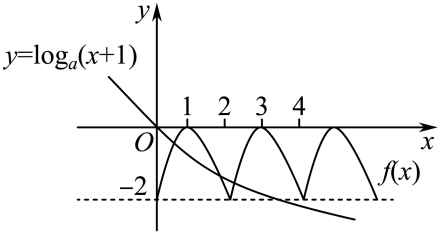 y
y=logₐ(x+1)
1 2 3 4
O x
f(x)
−2